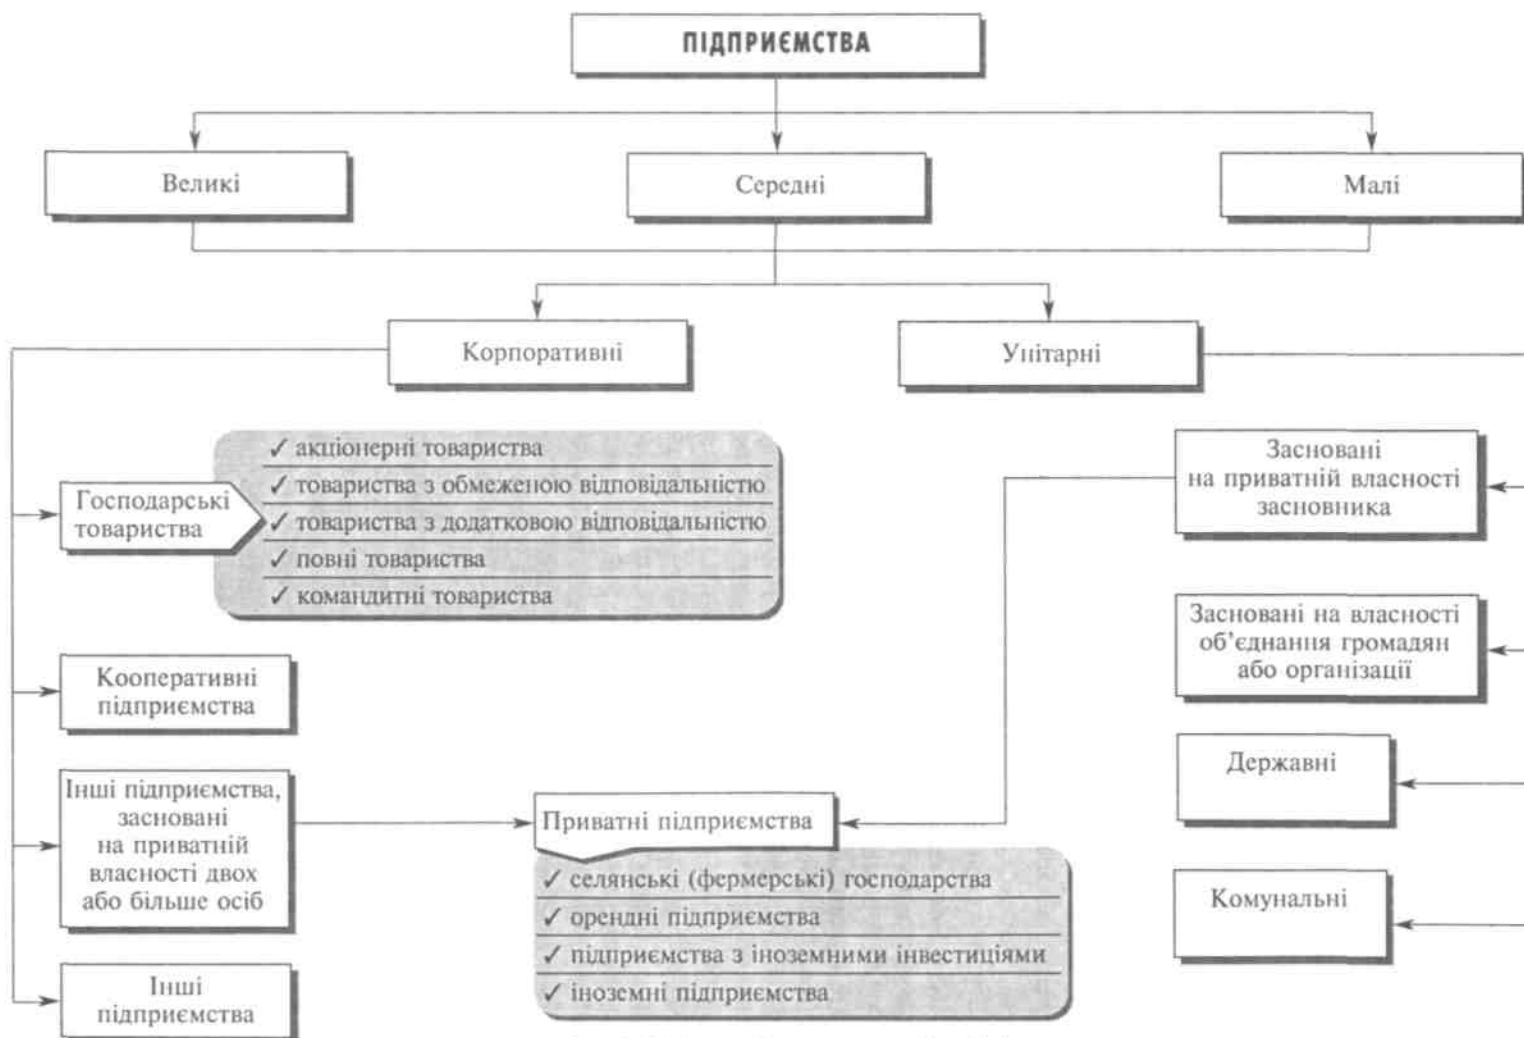 ПІДПРИЄМСТВА
Великі
Середні
Малі
Корпоративні
Унітарні
Господарські
товариства
✓ акціонерні товариства
✓ товариства з обмеженою відповідальністю
✓ товариства з додатковою відповідальністю
✓ повні товариства
✓ командитні товариства
Засновані
на приватній власності
засновника
Засновані на власності
об’єднання громадян
або організації
Кооперативні
підприємства
Державні
Інші підприємства,
засновані
на приватній
власності двох
або більше осіб
Приватні підприємства
✓ селянські (фермерські) господарства
✓ орендні підприємства
✓ підприємства з іноземними інвестиціями
✓ іноземні підприємства
Комунальні
Інші
підприємства